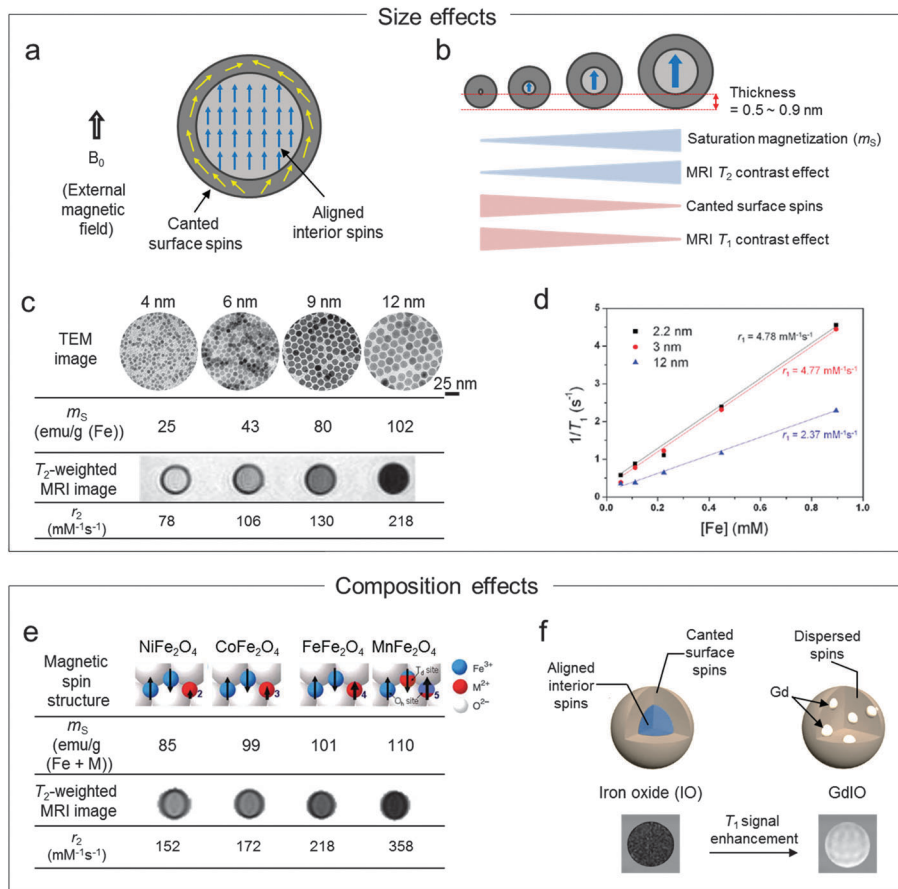 Size effects
a
B₀
(External
magnetic
field)
Canted
surface spins
Aligned
interior spins
b
Thickness
= 0.5 ~ 0.9 nm
Saturation magnetization (mS)
MRI T₂ contrast effect
Canted surface spins
MRI T₁ contrast effect
c
4 nm 6 nm 9 nm 12 nm
TEM
image
25 nm
mS
(emu/g (Fe))
25 43 80 102
T₂-weighted
MRI image
r₂
(mM⁻¹s⁻¹)
78 106 130 218
d
2.2 nm
3 nm
12 nm
r₁ = 4.78 mM⁻¹s⁻¹
r₁ = 4.77 mM⁻¹s⁻¹
r₁ = 2.37 mM⁻¹s⁻¹
1/T₁ (s⁻¹)
5
4
3
2
1
0
0.0 0.2 0.4 0.6 0.8 1.0
[Fe] (mM)
Composition effects
e
NiFe₂O₄ CoFe₂O₄ FeFe₂O₄ MnFe₂O₄
Magnetic
spin
structure
2 3 4 5
Td site
Oh site
Fe³⁺
M²⁺
O²⁻
mS
(emu/g
(Fe + M))
85 99 101 110
T₂-weighted
MRI image
r₂
(mM⁻¹s⁻¹)
152 172 218 358
f
Aligned
interior
spins
Canted
surface
spins
Dispersed
spins
Gd
Iron oxide (IO)
GdIO
T₁ signal
enhancement